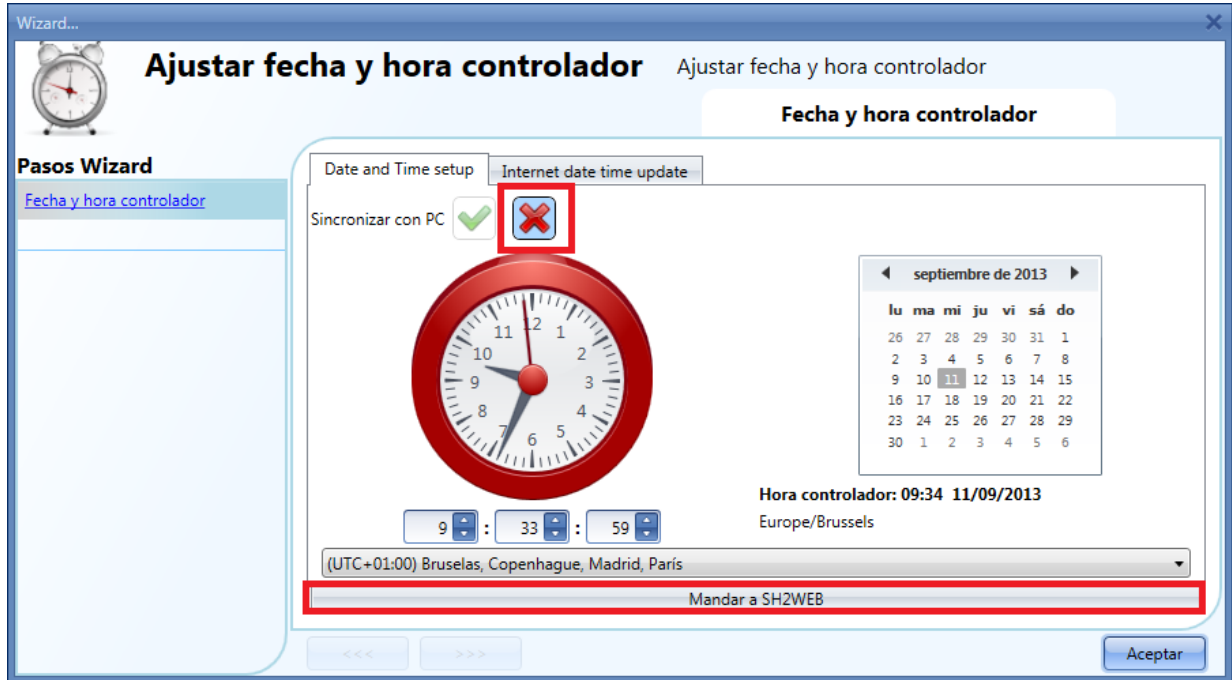 Wizard...
Ajustar fecha y hora controlador
Ajustar fecha y hora controlador
Fecha y hora controlador
Pasos Wizard
Fecha y hora controlador
Date and Time setup
Internet date time update
Sincronizar con PC
12
1
2
3
4
5
6
7
8
9
10
11
septiembre de 2013
lu ma mi ju vi sá do
26 27 28 29 30 31 1
2 3 4 5 6 7 8
9 10 11 12 13 14 15
16 17 18 19 20 21 22
23 24 25 26 27 28 29
30 1 2 3 4 5 6
Hora controlador: 09:34 11/09/2013
Europe/Brussels
9 : 33 : 59
(UTC+01:00) Bruselas, Copenhague, Madrid, París
Mandar a SH2WEB
<<< >>>
Aceptar